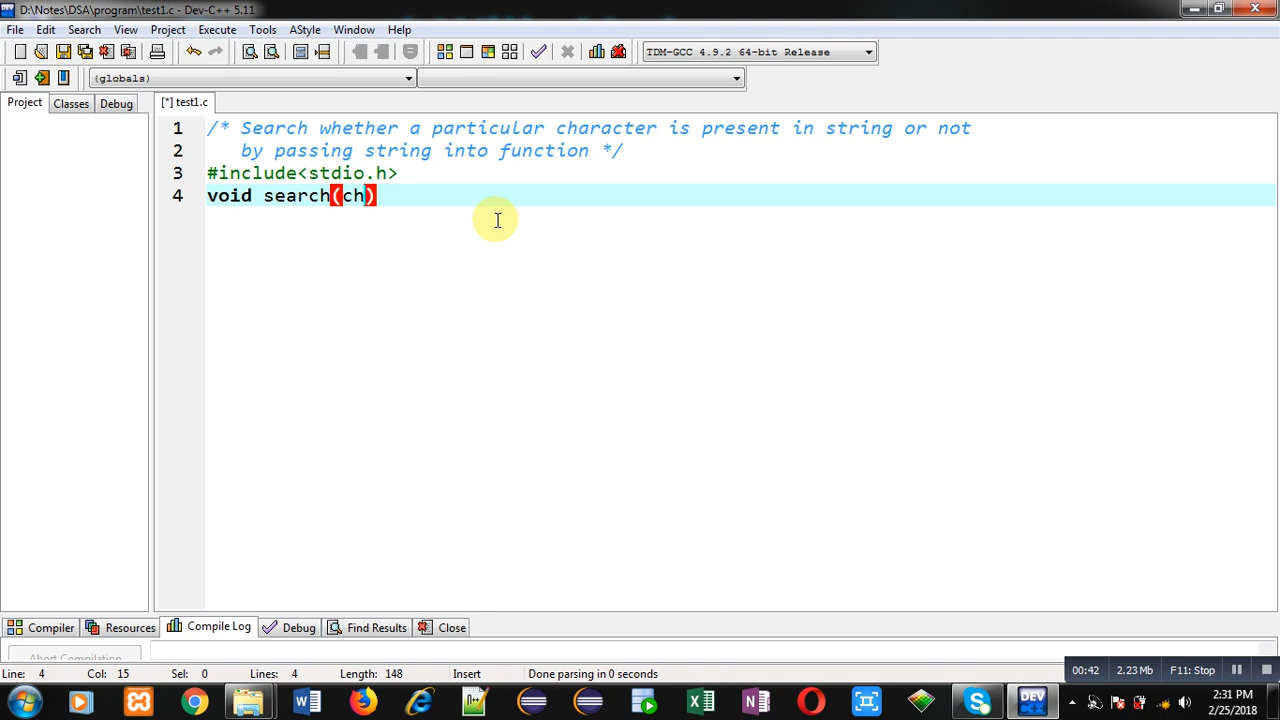 D:\Notes\DSA\program\test1.c - Dev-C++ 5.11
File Edit Search View Project Execute Tools AStyle Window Help
TDM-GCC 4.9.2 64-bit Release
(globals)
Project Classes Debug [*] test1.c
1 /* Search whether a particular character is present in string or not
2 by passing string into function */
3 #include<stdio.h>
4 void search(ch)
Compiler Resources Compile Log Debug Find Results Close
Abort Compilation
Line: 4 Col: 15 Sel: 0 Lines: 4 Length: 148 Insert Done parsing in 0 seconds
00:42 2.23 Mb F11: Stop
DEV
2:31 PM
2/25/2018